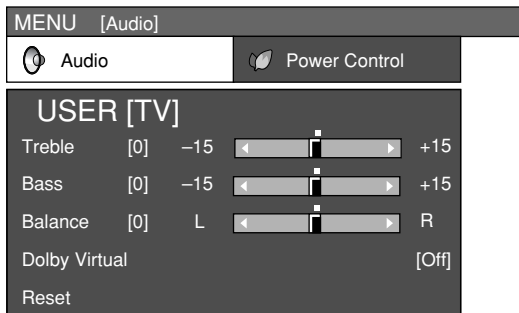 MENU [Audio]
Audio Power Control
USER [TV]
Treble [0] –15 +15
Bass [0] –15 +15
Balance [0] L R
Dolby Virtual [Off]
Reset